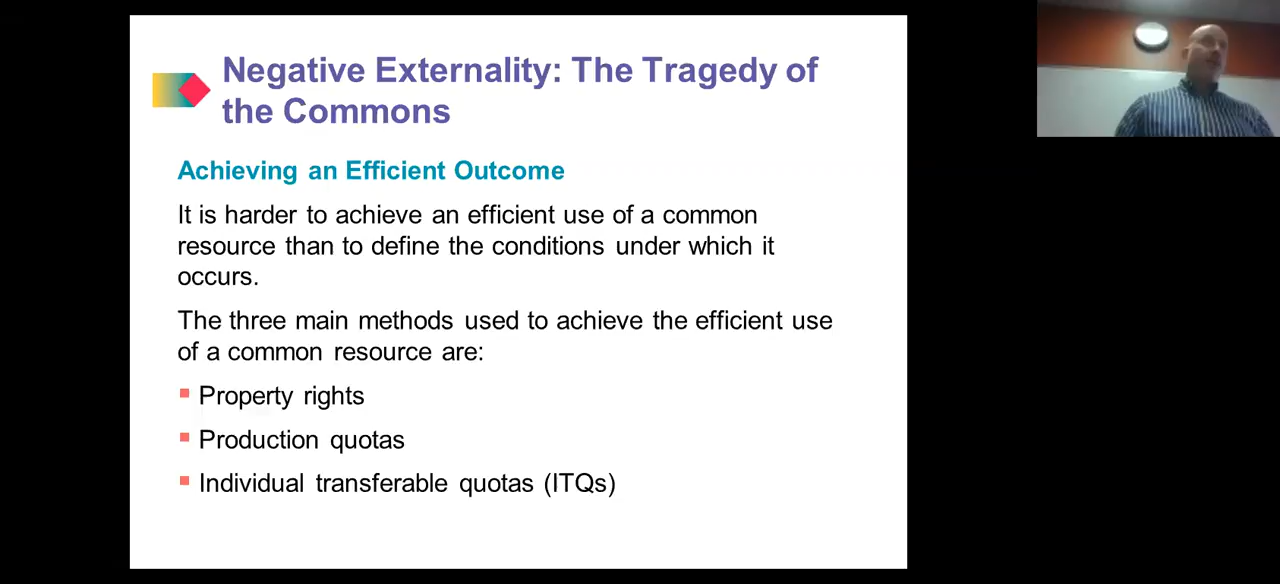 Negative Externality: The Tragedy of
the Commons
Achieving an Efficient Outcome
It is harder to achieve an efficient use of a common
resource than to define the conditions under which it
occurs.
The three main methods used to achieve the efficient use
of a common resource are:
Property rights
Production quotas
Individual transferable quotas (ITQs)